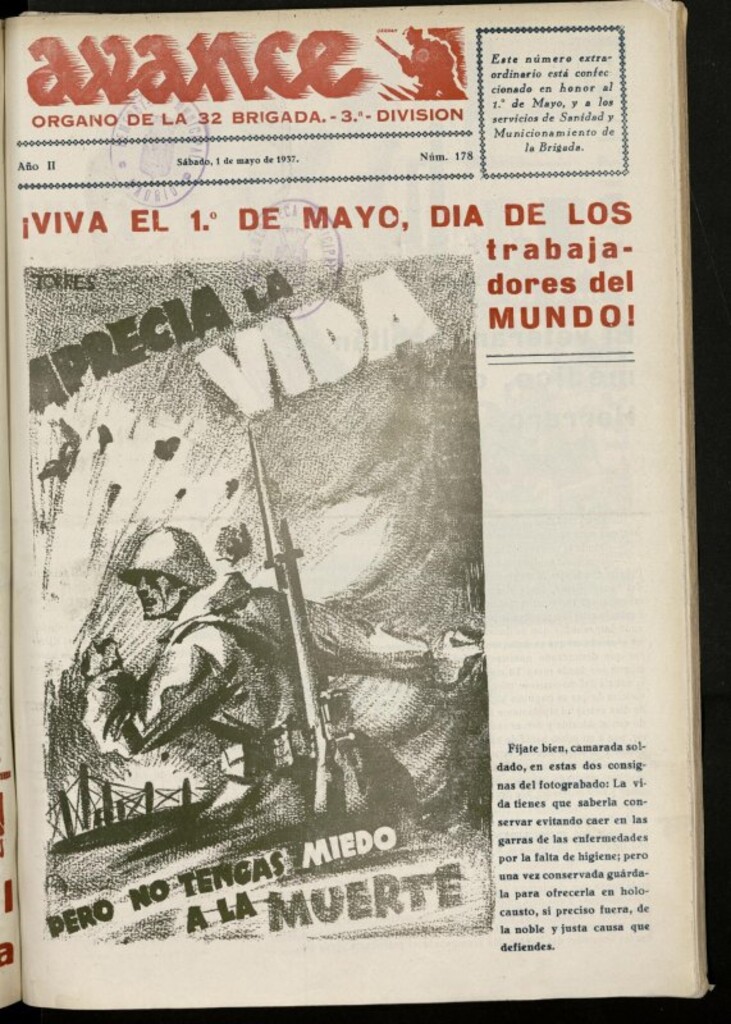 avance
ORGANO DE LA 32 BRIGADA. - 3.ª - DIVISION
Este número extra-
ordinario está confec-
cionado en honor al
1.º de Mayo, y a los
servicios de Sanidad y
Municionamiento de
la Brigada.
Año II
Sábado, 1 de mayo de 1937.
Núm. 178
¡VIVA EL 1.º DE MAYO, DIA DE LOS
trabaja-
dores del
MUNDO!
TORRES
APRECIA LA
VIDA
PERO NO TENGAS MIEDO
A LA MUERTE
Fíjate bien, camarada sol-
dado, en estas dos consig-
nas del fotograbado: La vi-
da tienes que saberla con-
servar evitando caer en las
garras de las enfermedades
por la falta de higiene; pero
una vez conservada guárda-
la para ofrecerla en holo-
causto, si preciso fuera, de
la noble y justa causa que
defiendes.